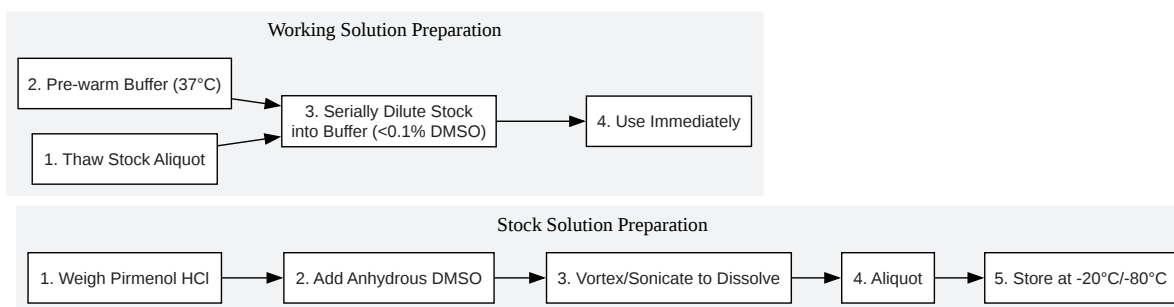 Working Solution Preparation
2. Pre-warm Buffer (37°C)
1. Thaw Stock Aliquot
3. Serially Dilute Stock
into Buffer (<0.1% DMSO)
4. Use Immediately
Stock Solution Preparation
1. Weigh Pirmenol HCl
2. Add Anhydrous DMSO
3. Vortex/Sonicate to Dissolve
4. Aliquot
5. Store at -20°C/-80°C